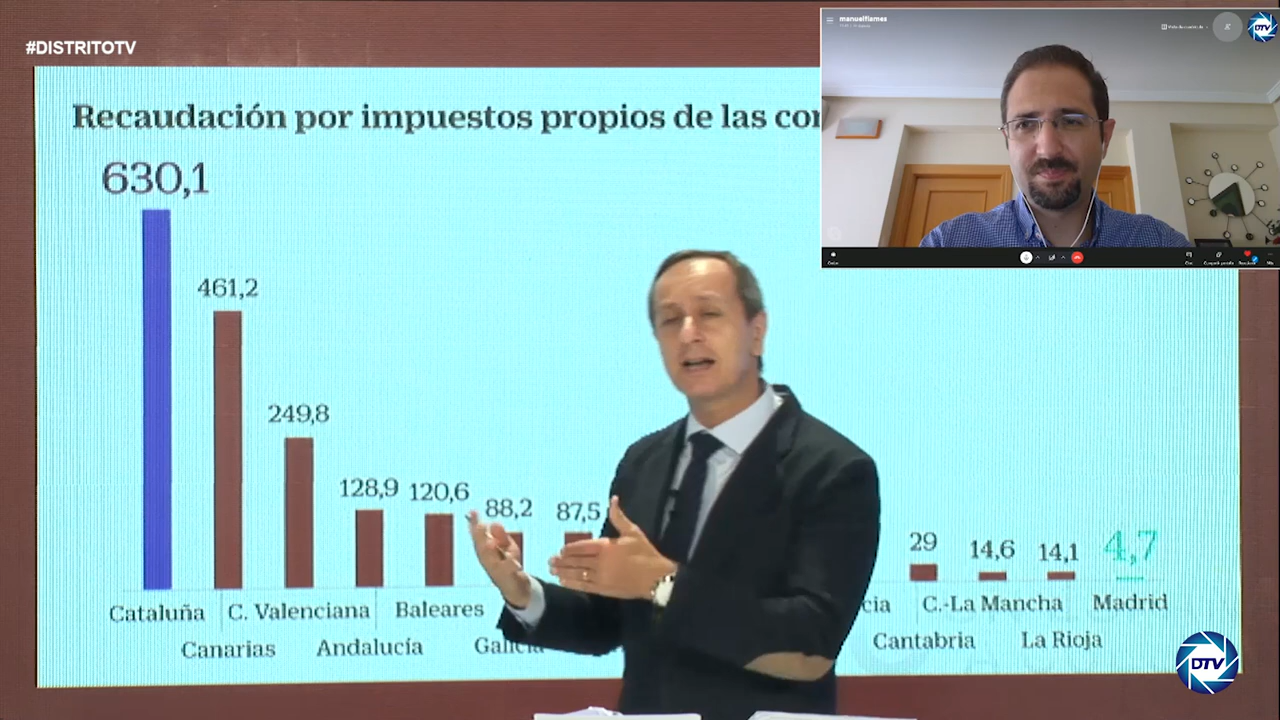 #DISTRITOTV
manuelflames
DTV
Recaudación por impuestos propios de las
630,1
461,2
249,8
128,9
120,6
88,2
87,5
29
14,6
14,1
4,7
Cataluña
C. Valenciana
Baleares
C.-La Mancha
Madrid
Canarias
Andalucía
Cantabria
La Rioja
DTV